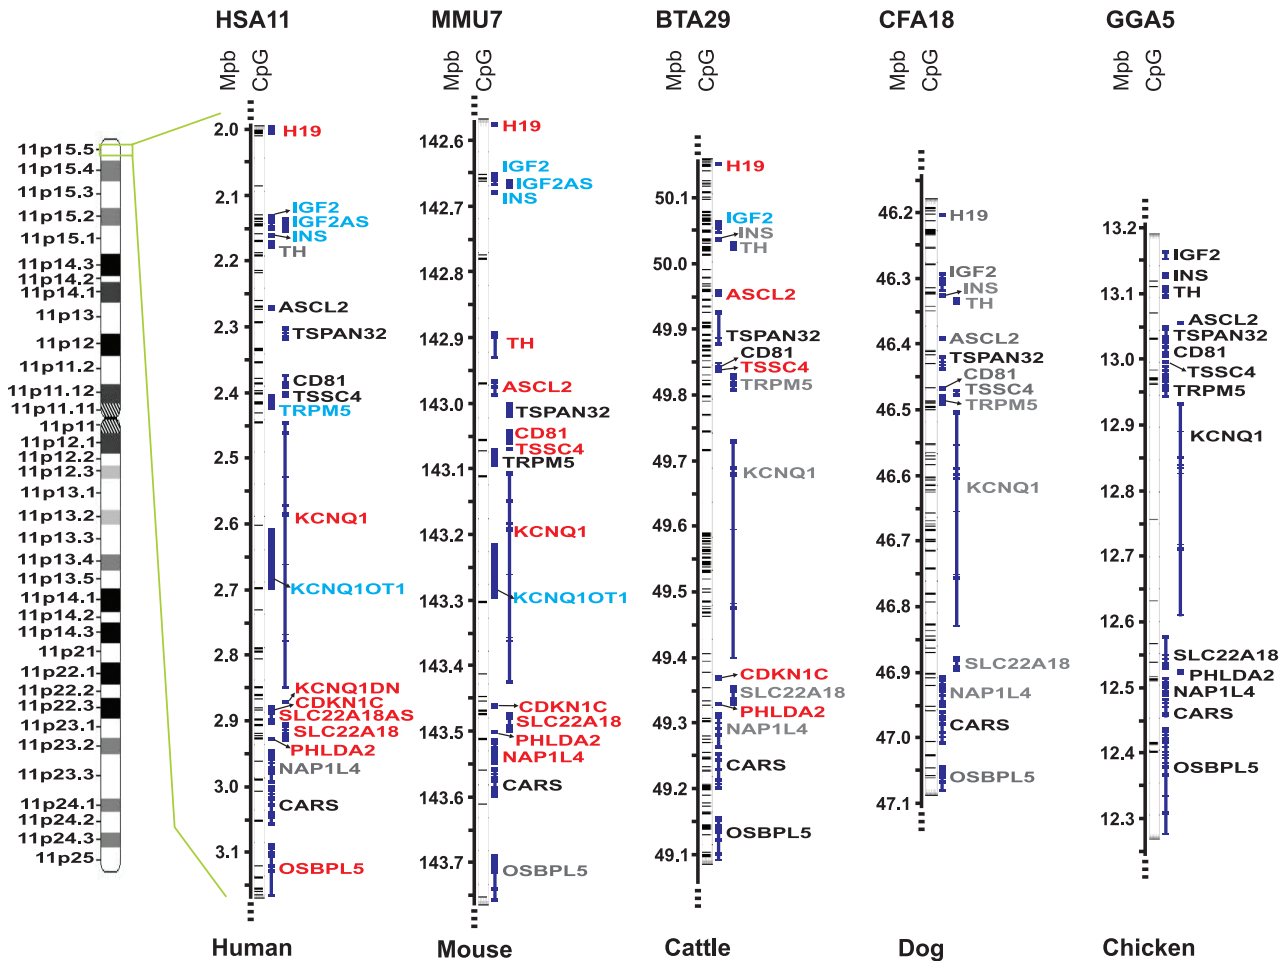 HSA11
MMU7
BTA29
CFA18
GGA5
Mpb
CpG
Mpb
CpG
Mpb
CpG
Mpb
CpG
Mpb
CpG
11p15.5
11p15.4
11p15.3
11p15.2
11p15.1
11p14.3
11p14.2
11p14.1
11p13
11p12
11p11.2
11p11.12
11p11.11
11p11
11p12.1
11p12.2
11p12.3
11p13.1
11p13.2
11p13.3
11p13.4
11p13.5
11p14.1
11p14.2
11p14.3
11p21
11p22.1
11p22.2
11p22.3
11p23.1
11p23.2
11p23.3
11p24.1
11p24.2
11p24.3
11p25
2.0
2.1
2.2
2.3
2.4
2.5
2.6
2.7
2.8
2.9
3.0
3.1
H19
IGF2
IGF2AS
INS
TH
ASCL2
TSPAN32
CD81
TSSC4
TRPM5
KCNQ1
KCNQ1OT1
KCNQ1DN
CDKN1C
SLC22A18AS
SLC22A18
PHLDA2
NAP1L4
CARS
OSBPL5
142.6
142.7
142.8
142.9
143.0
143.1
143.2
143.3
143.4
143.5
143.6
143.7
H19
IGF2
IGF2AS
INS
TH
ASCL2
TSPAN32
CD81
TSSC4
TRPM5
KCNQ1
KCNQ1OT1
CDKN1C
SLC22A18
PHLDA2
NAP1L4
CARS
OSBPL5
50.1
50.0
49.9
49.8
49.7
49.6
49.5
49.4
49.3
49.2
49.1
H19
IGF2
INS
TH
ASCL2
TSPAN32
CD81
TSSC4
TRPM5
KCNQ1
CDKN1C
SLC22A18
PHLDA2
NAP1L4
CARS
OSBPL5
46.2
46.3
46.4
46.5
46.6
46.7
46.8
46.9
47.0
47.1
H19
IGF2
INS
TH
ASCL2
TSPAN32
CD81
TSSC4
TRPM5
KCNQ1
SLC22A18
NAP1L4
CARS
OSBPL5
13.2
13.1
13.0
12.9
12.8
12.7
12.6
12.5
12.4
12.3
IGF2
INS
TH
ASCL2
TSPAN32
CD81
TSSC4
TRPM5
KCNQ1
SLC22A18
PHLDA2
NAP1L4
CARS
OSBPL5
Human
Mouse
Cattle
Dog
Chicken